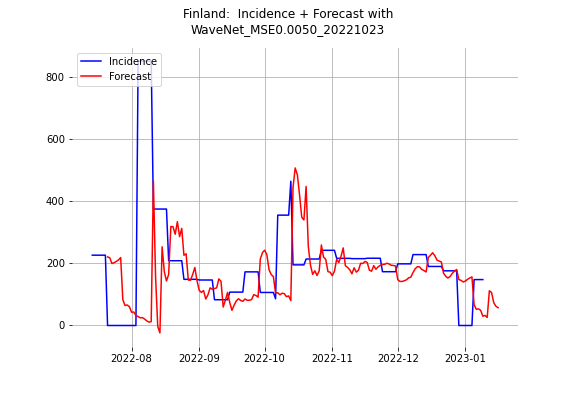 Finland:  Incidence + Forecast with
WaveNet_MSE0.0050_20221023
Incidence
Forecast
800
600
400
200
0
2022-08
2022-09
2022-10
2022-11
2022-12
2023-01